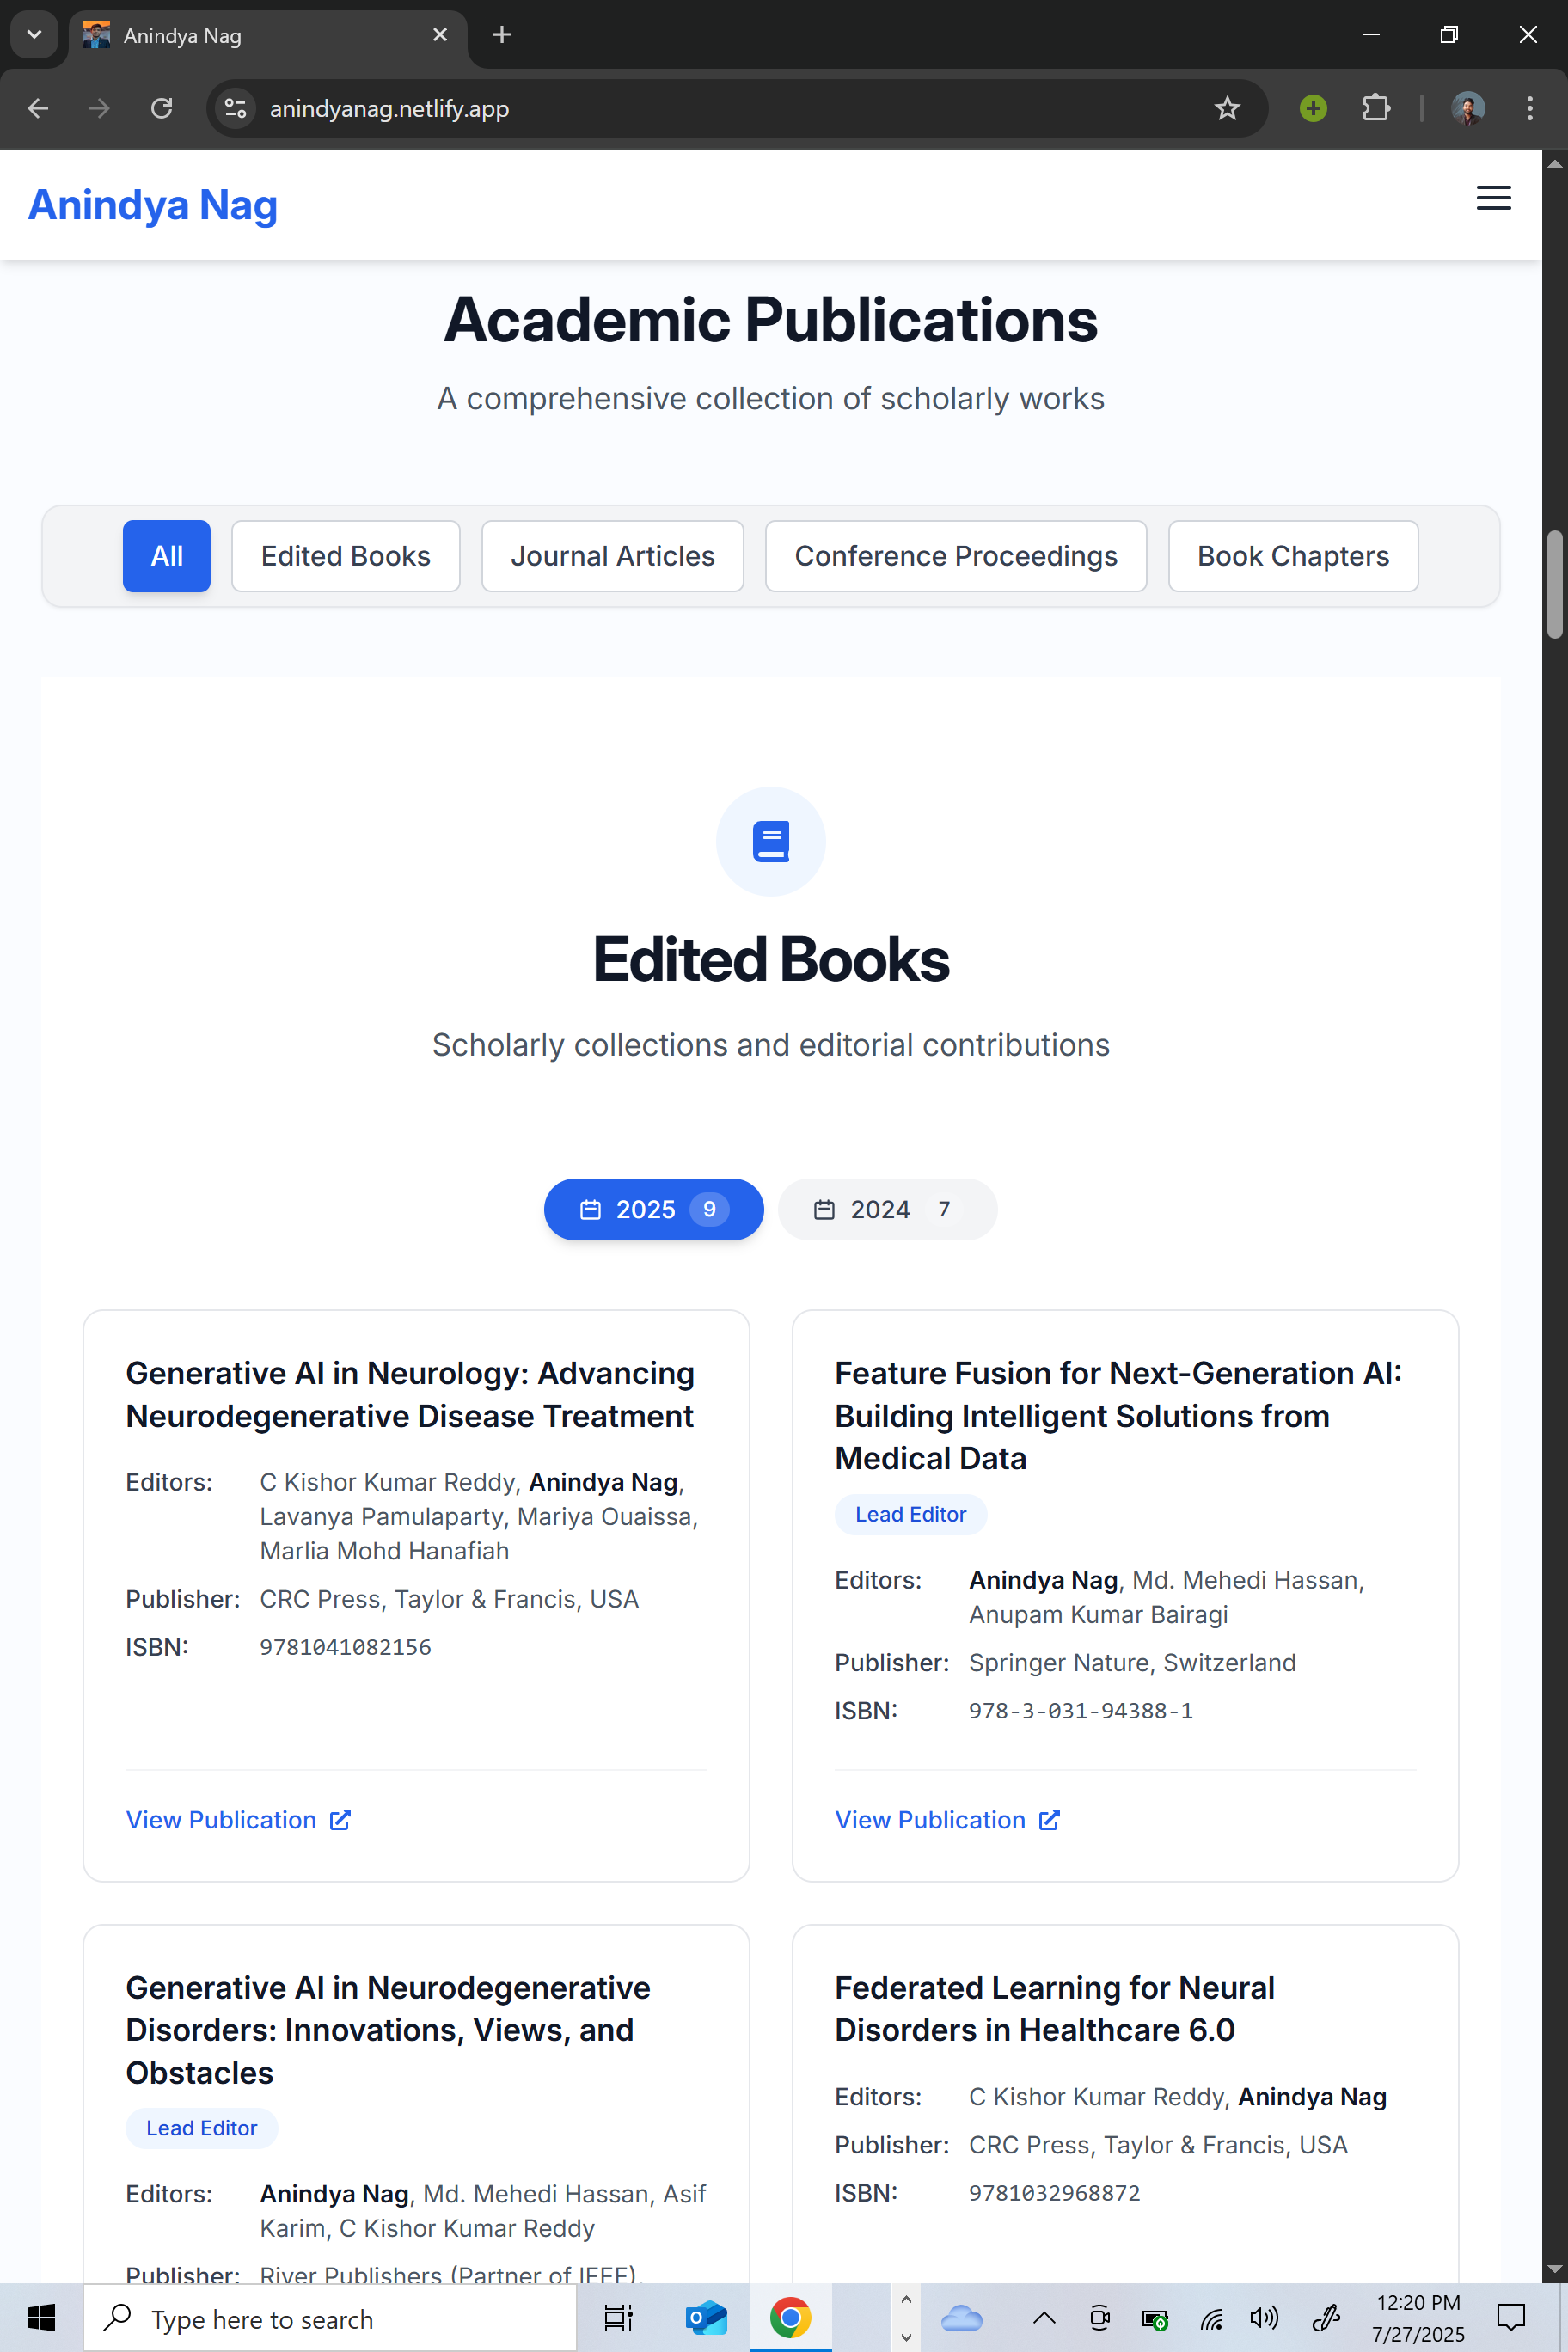 Anindya Nag
anindyanag.netlify.app
Anindya Nag
Academic Publications
A comprehensive collection of scholarly works
All
Edited Books
Journal Articles
Conference Proceedings
Book Chapters
Edited Books
Scholarly collections and editorial contributions
2025 9
2024 7
Generative AI in Neurology: Advancing
Neurodegenerative Disease Treatment
Editors: C Kishor Kumar Reddy, Anindya Nag,
Lavanya Pamulaparty, Mariya Ouaissa,
Marlia Mohd Hanafiah
Publisher: CRC Press, Taylor & Francis, USA
ISBN: 9781041082156
View Publication
Feature Fusion for Next-Generation AI:
Building Intelligent Solutions from
Medical Data
Lead Editor
Editors: Anindya Nag, Md. Mehedi Hassan,
Anupam Kumar Bairagi
Publisher: Springer Nature, Switzerland
ISBN: 978-3-031-94388-1
View Publication
Generative AI in Neurodegenerative
Disorders: Innovations, Views, and
Obstacles
Lead Editor
Editors: Anindya Nag, Md. Mehedi Hassan, Asif
Karim, C Kishor Kumar Reddy
Publisher: River Publishers (Partner of IEEE),
Federated Learning for Neural
Disorders in Healthcare 6.0
Editors: C Kishor Kumar Reddy, Anindya Nag
Publisher: CRC Press, Taylor & Francis, USA
ISBN: 9781032968872
Type here to search
12:20 PM
7/27/2025